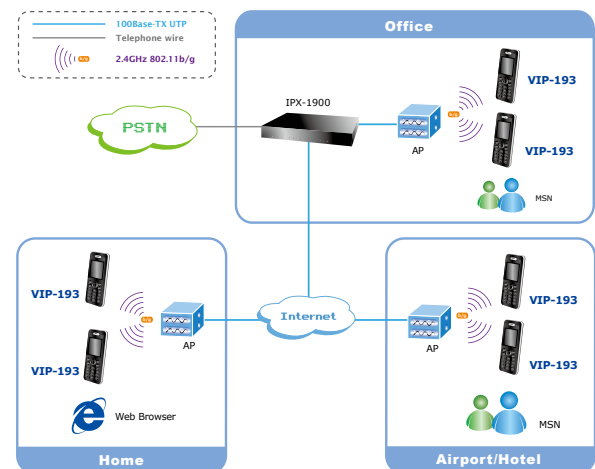 100Base-TX UTP
Telephone wire
2.4GHz 802.11b/g
Office
IPX-1900
PSTN
AP
b/g
VIP-193
VIP-193
MSN
VIP-193
VIP-193
b/g
AP
Web Browser
Home
Internet
AP
b/g
VIP-193
VIP-193
MSN
Airport/Hotel